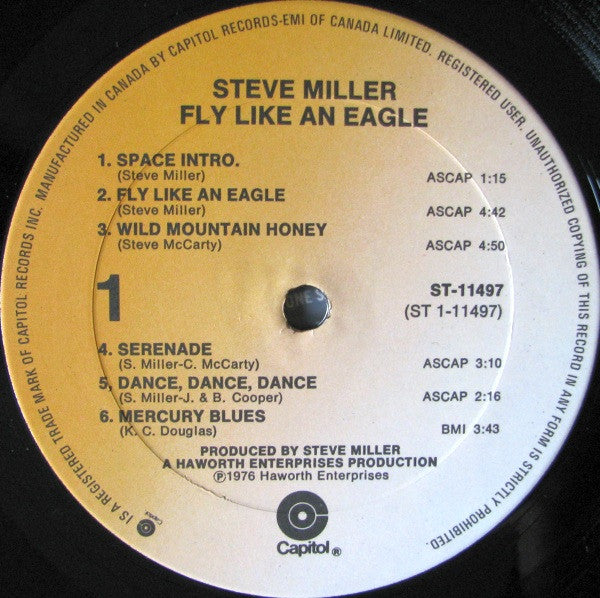 MANUFACTURED IN CANADA BY CAPITOL RECORDS-EMI OF CANADA LIMITED. REGISTERED USER. UNAUTHORIZED COPYING OF THIS RECORD IN ANY FORM IS STRICTLY PROHIBITED.
STEVE MILLER
FLY LIKE AN EAGLE
1. SPACE INTRO.
(Steve Miller) ASCAP 1:15
2. FLY LIKE AN EAGLE
(Steve Miller) ASCAP 4:42
3. WILD MOUNTAIN HONEY
(Steve McCarty) ASCAP 4:50
1 ST-11497
(ST 1-11497)
4. SERENADE
(S. Miller-C. McCarty) ASCAP 3:10
5. DANCE, DANCE, DANCE
(S. Miller-J. & B. Cooper) ASCAP 2:16
6. MERCURY BLUES
(K. C. Douglas) BMI 3:43
PRODUCED BY STEVE MILLER
A HAWORTH ENTERPRISES PRODUCTION
℗1976 Haworth Enterprises
Capitol®
Capitol IS A REGISTERED TRADE MARK OF CAPITOL RECORDS INC.